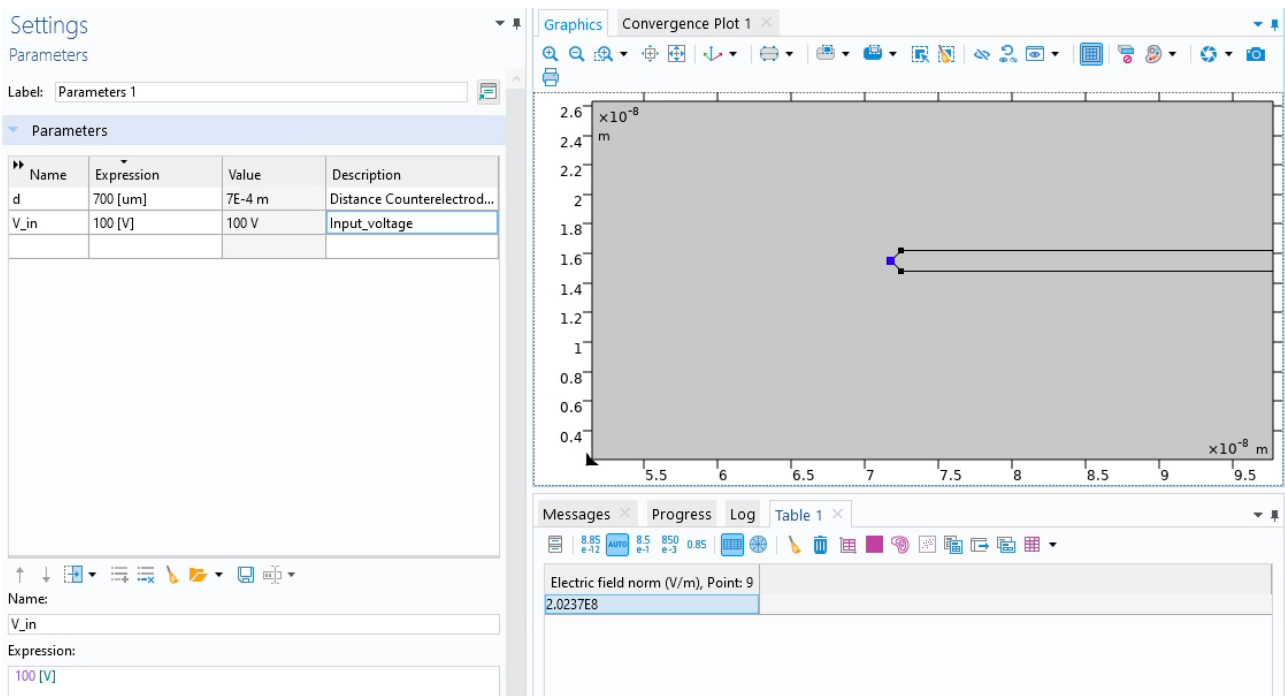 Settings
Parameters
Label: Parameters 1
Parameters
Name Expression Value Description
d 700 [um] 7E-4 m Distance Counterelectrod...
V_in 100 [V] 100 V Input_voltage
Name:
V_in
Expression:
100 [V]
Graphics Convergence Plot 1
×10⁻⁸
m
2.6
2.4
2.2
2
1.8
1.6
1.4
1.2
1
0.8
0.6
0.4
×10⁻⁸ m
5.5 6 6.5 7 7.5 8 8.5 9 9.5
Messages Progress Log Table 1
8.85 e-12 AUTO 8.5 e-1 850 e-3 0.85
Electric field norm (V/m), Point: 9
2.0237E8